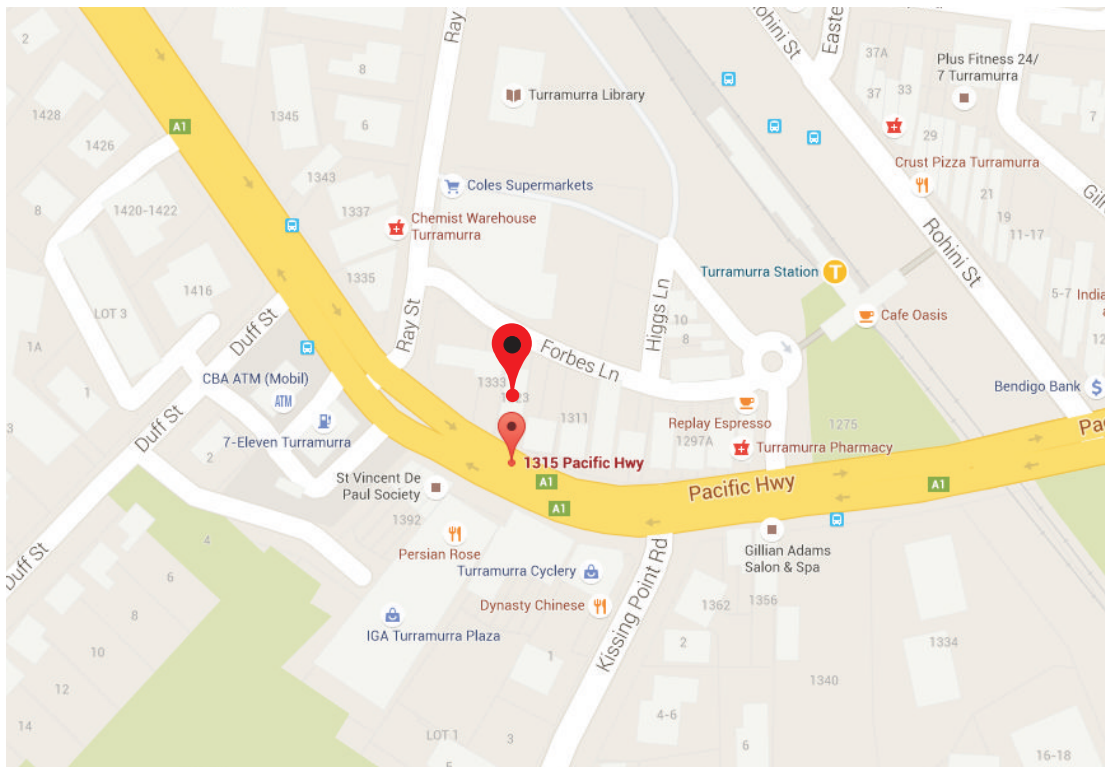 2
Ray
Rohini St
Easte
8
37A
Plus Fitness 24/
7 Turramurra
37
33
Turramurra Library
1428
1345
6
A1
29
7
1426
Crust Pizza Turramurra
1343
Coles Supermarkets
21
8
1420-1422
1337
Chemist Warehouse
Turramurra
19
11-17
Rohini St
1335
Turramurra Station
T
1416
LOT 3
Duff St
Ray St
Higgs Ln
10
8
5-7
India
a
Cafe Oasis
1A
12
Forbes Ln
CBA ATM (Mobil)
ATM
1333
Bendigo Bank
$
1
Duff St
1311
Replay Espresso
1275
7-Eleven Turramurra
1297A
Turramurra Pharmacy
Pac
3
2
1315 Pacific Hwy
A1
Pacific Hwy
A1
St Vincent De
Paul Society
A1
1392
Duff St
4
Persian Rose
Gillian Adams
Salon & Spa
6
Turramurra Cyclery
8
Dynasty Chinese
1362
1356
IGA Turramurra Plaza
Kissing Point Rd
2
1334
10
1
1340
12
4-6
14
LOT 1
3
6
16-18